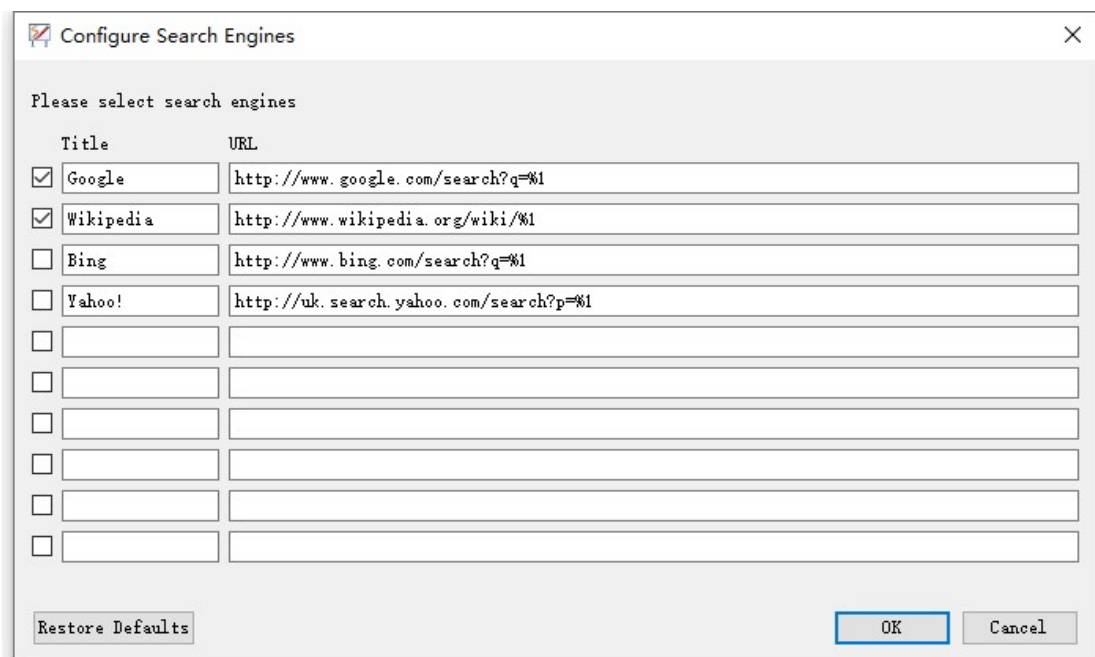 Configure Search Engines
Please select search engines
Title URL
Google http://www.google.com/search?q=%1
Wikipedia http://www.wikipedia.org/wiki/%1
Bing http://www.bing.com/search?q=%1
Yahoo! http://uk.search.yahoo.com/search?p=%1
Restore Defaults OK Cancel